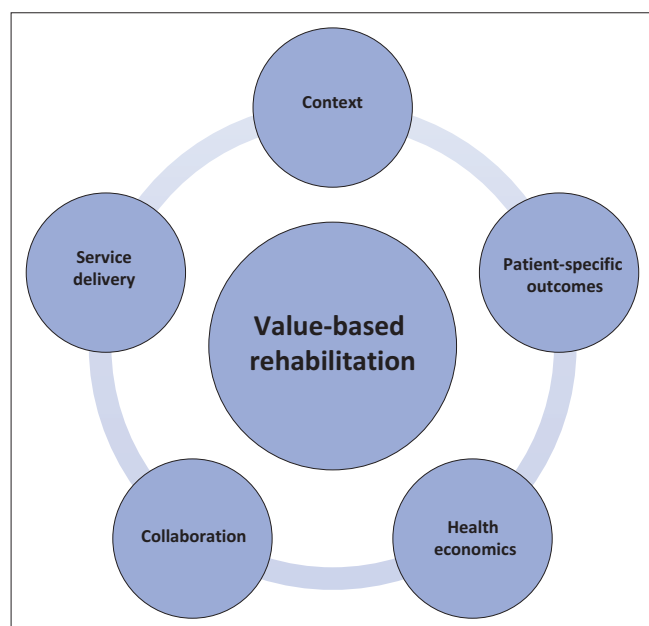 Context
Patient-specific
outcomes
Health
economics
Collaboration
Service
delivery
Value-based
rehabilitation